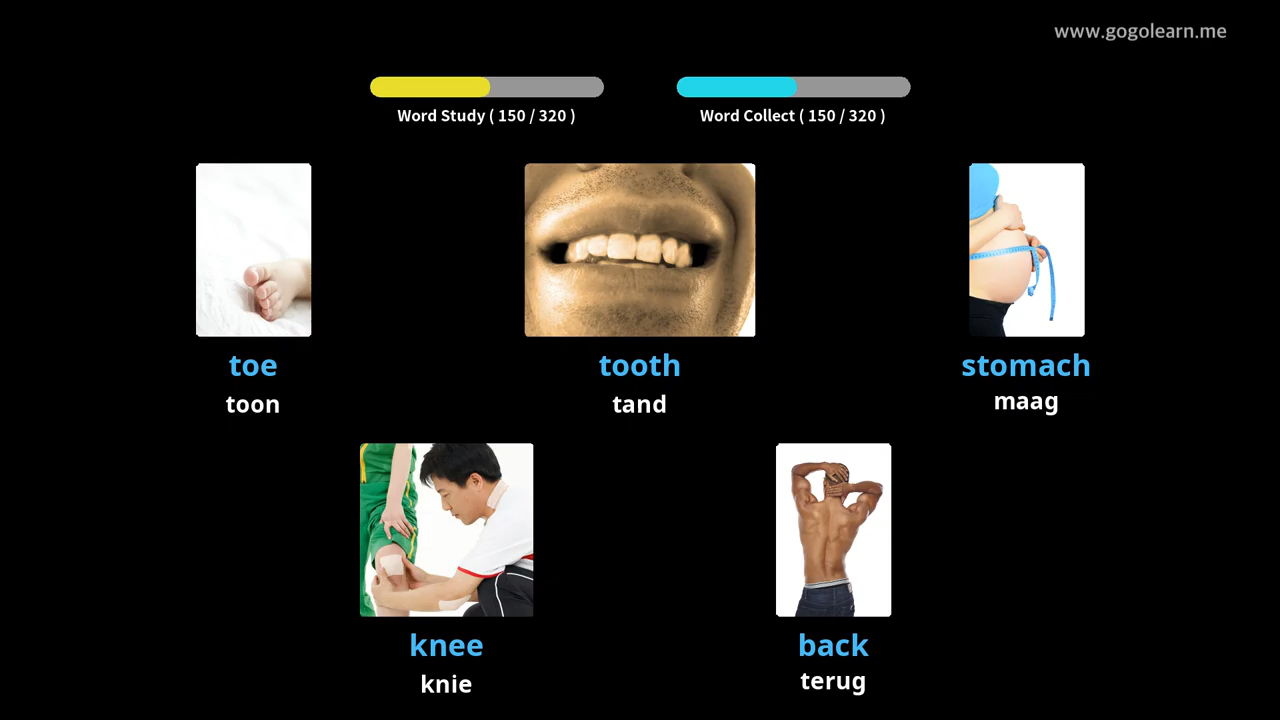 www.gogolearn.me
Word Study ( 150 / 320 )
Word Collect ( 150 / 320 )
toe
toon
tooth
tand
stomach
maag
knee
knie
back
terug